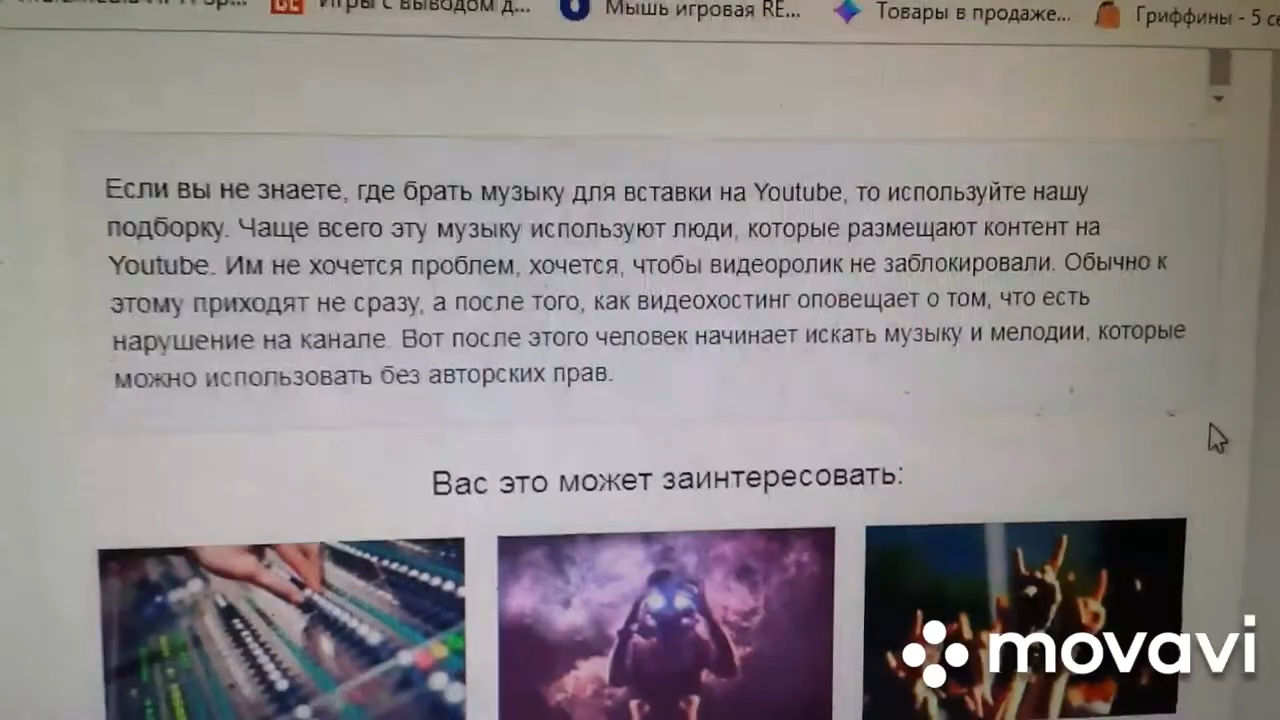 Игры с выводом д...
Мышь игровая RE...
Товары в продаже...
Гриффины - 5 се
Если вы не знаете, где брать музыку для вставки на Youtube, то используйте нашу
подборку. Чаще всего эту музыку используют люди, которые размещают контент на
Youtube. Им не хочется проблем, хочется, чтобы видеоролик не заблокировали. Обычно к
этому приходят не сразу, а после того, как видеохостинг оповещает о том, что есть
нарушение на канале. Вот после этого человек начинает искать музыку и мелодии, которые
можно использовать без авторских прав.
Вас это может заинтересовать:
movavi